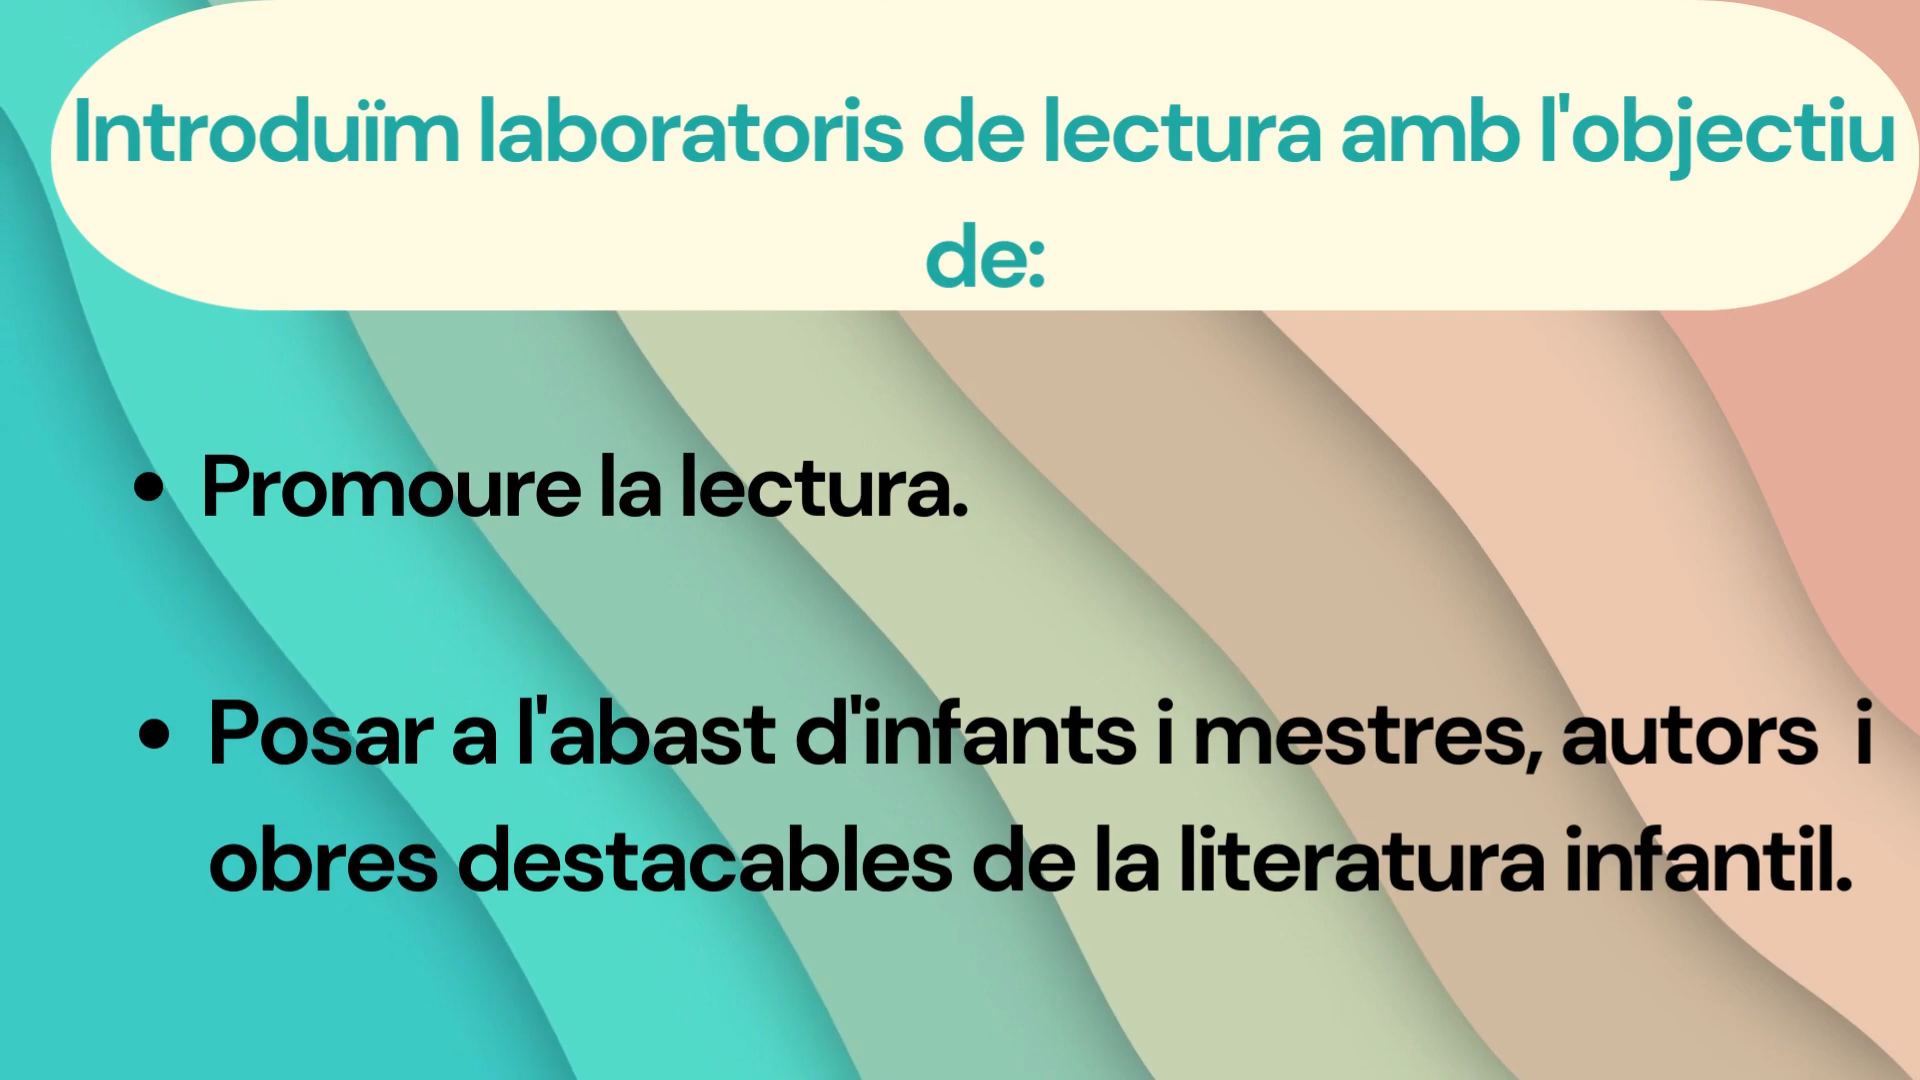 Introduïm laboratoris de lectura amb l'objectiu
de:
• Promoure la lectura.
• Posar a l'abast d'infants i mestres, autors  i
obres destacables de la literatura infantil.